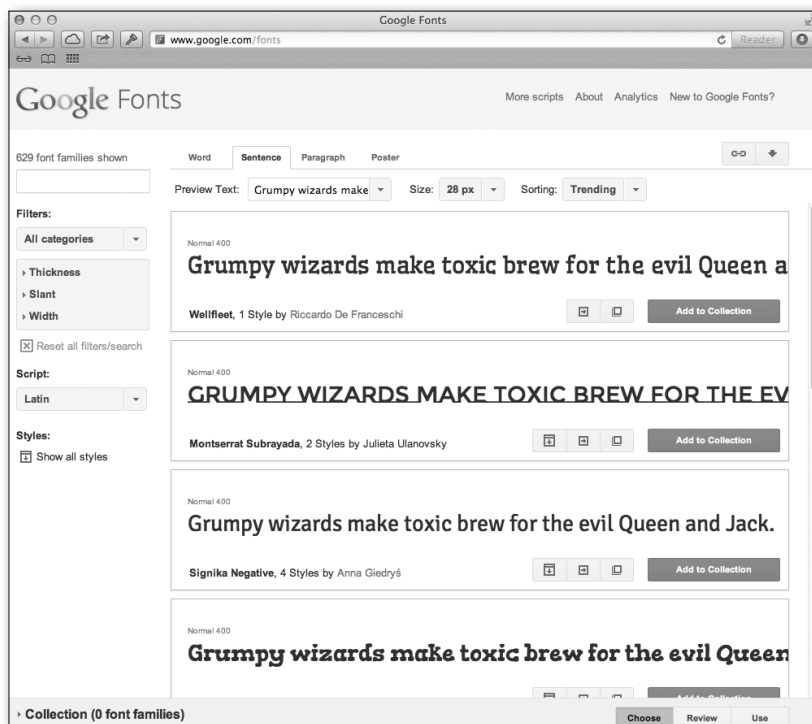 Google Fonts
www.google.com/fonts
Reader
Google Fonts
More scripts About Analytics New to Google Fonts?
629 font families shown
Word Sentence Paragraph Poster
Preview Text: Grumpy wizards make Size: 28 px Sorting: Trending
Filters:
All categories
Thickness
Slant
Width
Reset all filters/search
Script:
Latin
Styles:
Show all styles
Normal 400
Grumpy wizards make toxic brew for the evil Queen a
Wellfleet, 1 Style by Riccardo De Franceschi
Add to Collection
Normal 400
GRUMPY WIZARDS MAKE TOXIC BREW FOR THE EV
Montserrat Subrayada, 2 Styles by Julieta Ulanovsky
Add to Collection
Normal 400
Grumpy wizards make toxic brew for the evil Queen and Jack.
Signika Negative, 4 Styles by Anna Giedryś
Add to Collection
Normal 400
Grumpy wizards make toxic brew for the evil Queen
Add to Collection
Collection (0 font families)
Choose Review Use